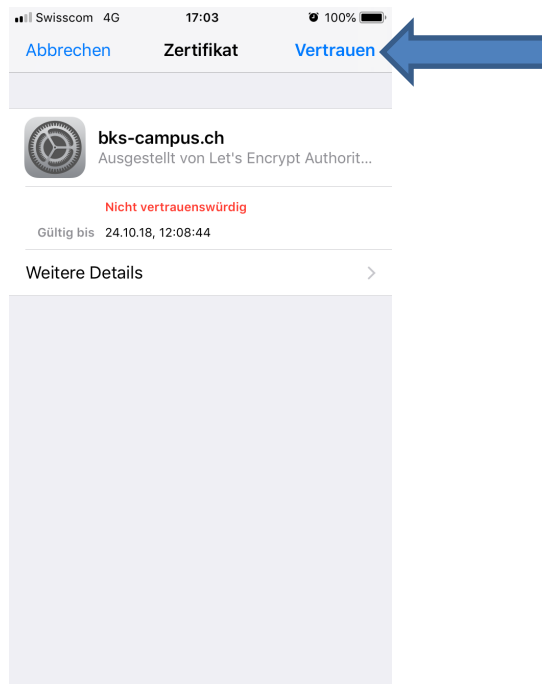 Swisscom 4G 17:03 100%
Abbrechen Zertifikat Vertrauen
bks-campus.ch
Ausgestellt von Let's Encrypt Authorit...
Nicht vertrauenswürdig
Gültig bis 24.10.18, 12:08:44
Weitere Details